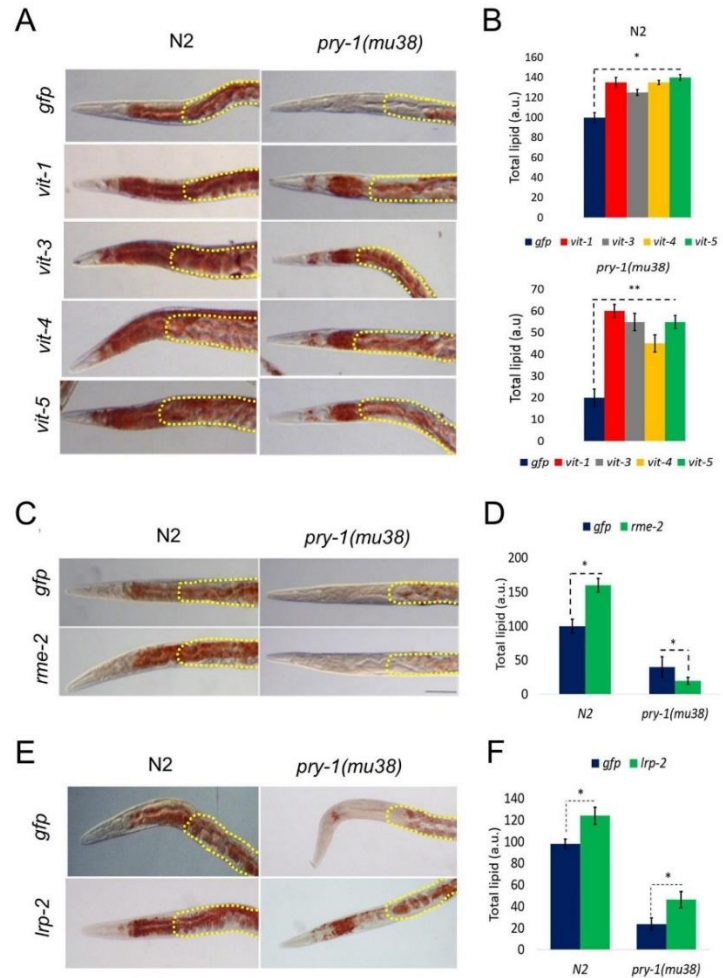 A
N2
pry-1(mu38)
gfp
vit-1
vit-3
vit-4
vit-5
B
N2
Total lipid (a.u.)
160
140
120
100
80
60
40
20
0
*
gfp vit-1 vit-3 vit-4 vit-5
pry-1(mu38)
Total lipid (a.u)
70
60
50
40
30
20
10
0
**
gfp vit-1 vit-3 vit-4 vit-5
C
N2
pry-1(mu38)
gfp
rme-2
D
gfp rme-2
Total lipid (a.u.)
200
150
100
50
0
*
*
N2 pry-1(mu38)
E
N2
pry-1(mu38)
gfp
lrp-2
F
gfp lrp-2
Total lipid (a.u.)
140
120
100
80
60
40
20
0
*
*
N2 pry-1(mu38)